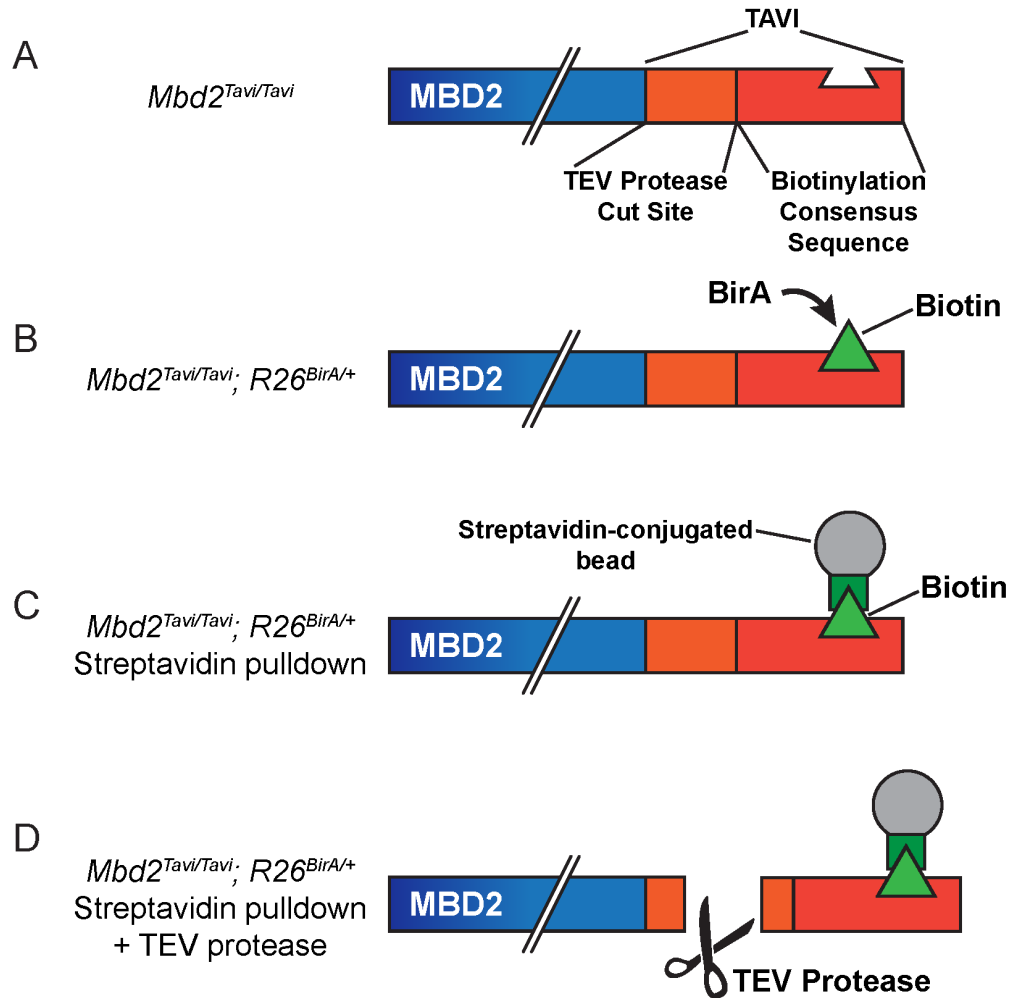 TAVI
A
Mbd2Tavi/Tavi
MBD2
TEV Protease
Cut Site
Biotinylation
Consensus
Sequence
BirA
Biotin
B
Mbd2Tavi/Tavi; R26BirA/+
MBD2
Streptavidin-conjugated
bead
Biotin
C
Mbd2Tavi/Tavi; R26BirA/+
Streptavidin pulldown
MBD2
D
Mbd2Tavi/Tavi; R26BirA/+
Streptavidin pulldown
+ TEV protease
MBD2
TEV Protease